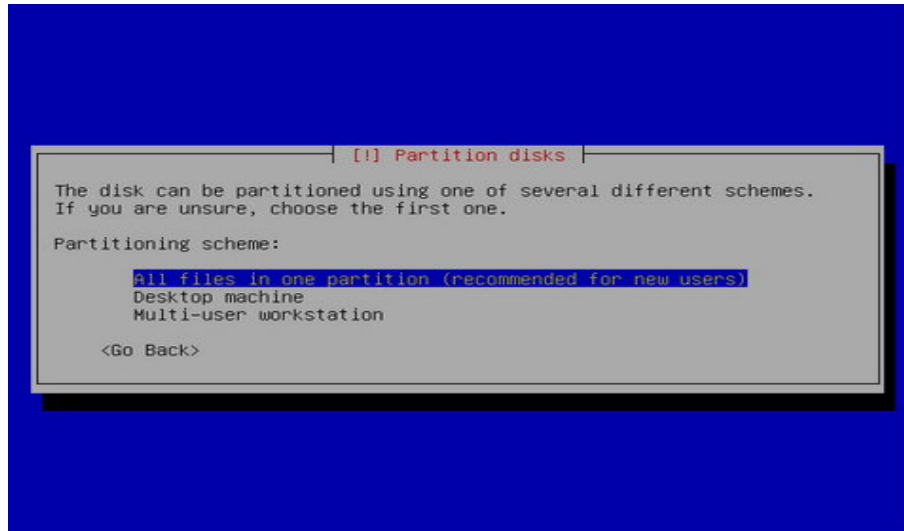 [!] Partition disks
The disk can be partitioned using one of several different schemes.
If you are unsure, choose the first one.
Partitioning scheme:
All files in one partition (recommended for new users)
Desktop machine
Multi-user workstation
<Go Back>